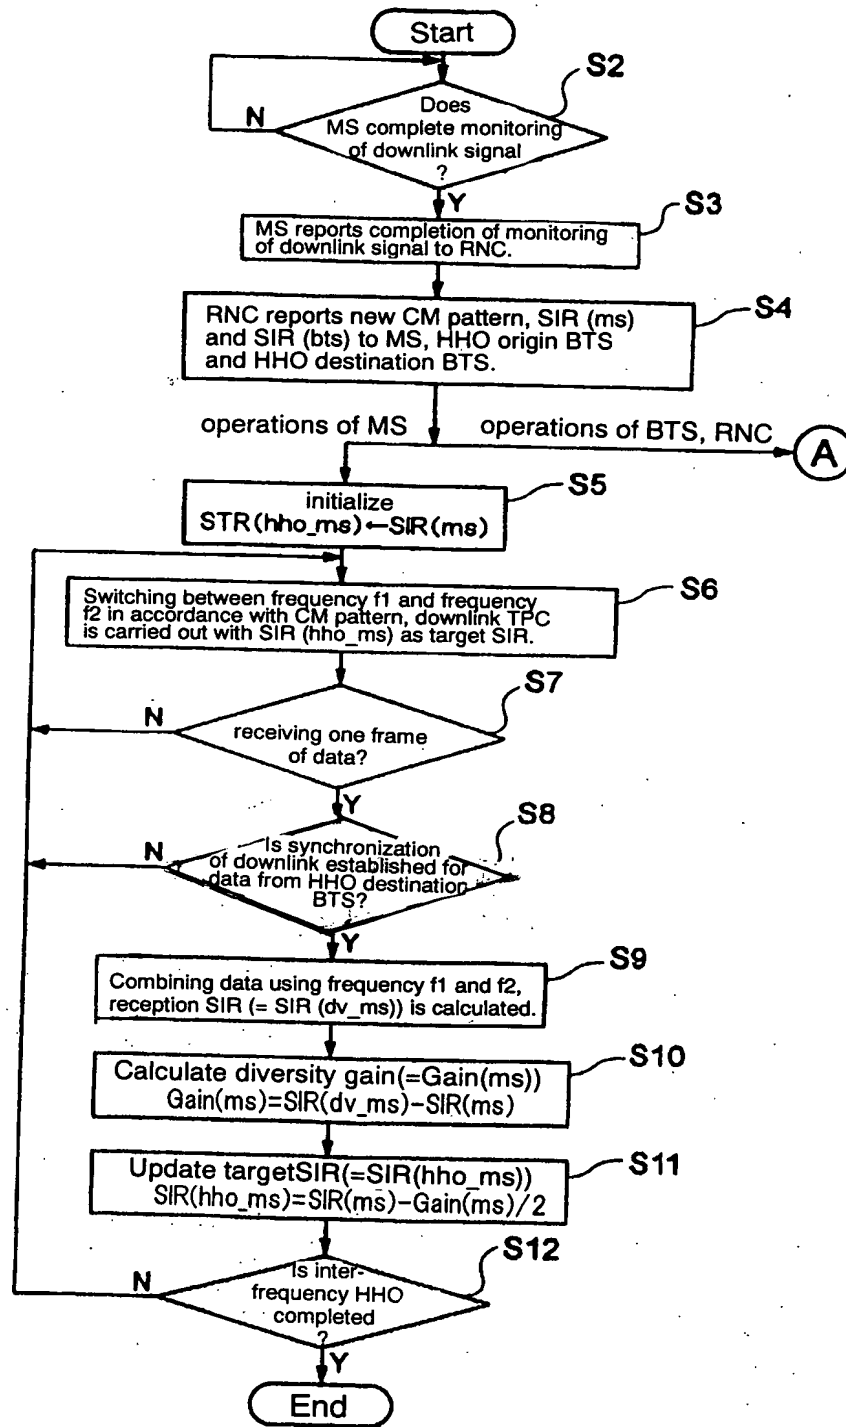 Start
S2
Does
MS complete monitoring
of downlink signal
?
N
Y
S3
MS reports completion of monitoring
of downlink signal to RNC.
S4
RNC reports new CM pattern, SIR (ms)
and SIR (bts) to MS, HHO origin BTS
and HHO destination BTS.
operations of MS
operations of BTS, RNC
A
S5
initialize
STR(hho_ms)←SIR(ms)
S6
Switching between frequency f1 and frequency
f2 in accordance with CM pattern, downlink TPC
is carried out with SIR (hho_ms) as target SIR.
S7
N
receiving one frame
of data?
Y
S8
N
Is synchronization
of downlink established for
data from HHO destination
BTS?
Y
S9
Combining data using frequency f1 and f2,
reception SIR (= SIR (dv_ms)) is calculated.
S10
Calculate diversity gain(=Gain(ms))
Gain(ms)=SIR(dv_ms)-SIR(ms)
S11
Update targetSIR(=SIR(hho_ms))
SIR(hho_ms)=SIR(ms)-Gain(ms)/2
S12
N
Is inter-
frequency HHO
completed
?
Y
End